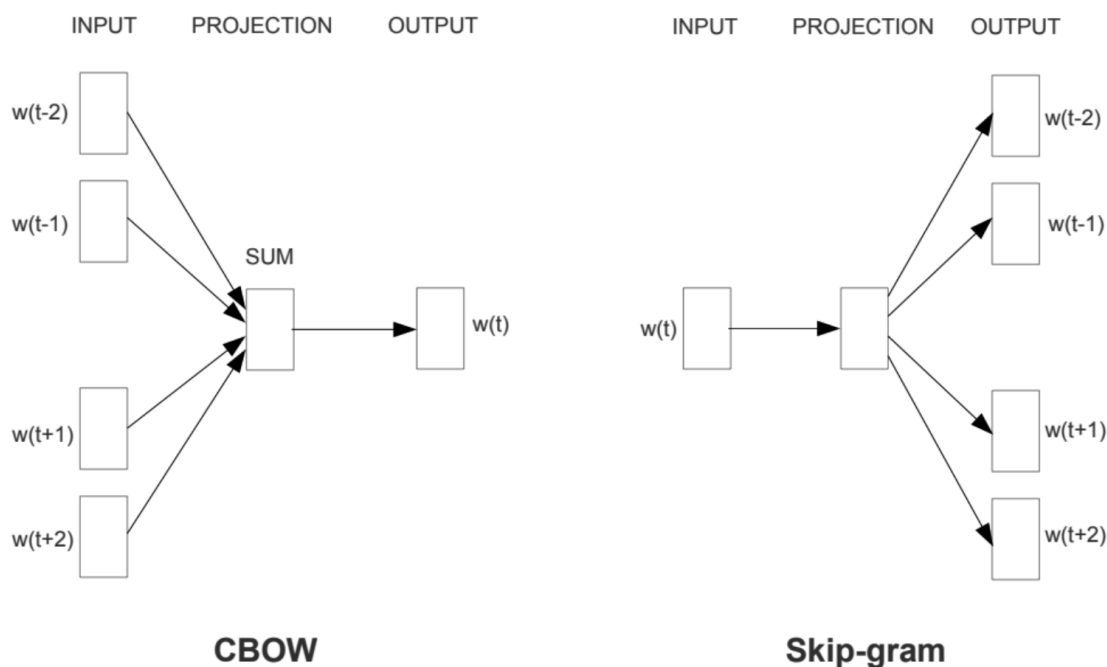 INPUT PROJECTION OUTPUT
w(t-2)
w(t-1)
SUM
w(t)
w(t+1)
w(t+2)
CBOW
INPUT PROJECTION OUTPUT
w(t-2)
w(t-1)
w(t)
w(t+1)
w(t+2)
Skip-gram